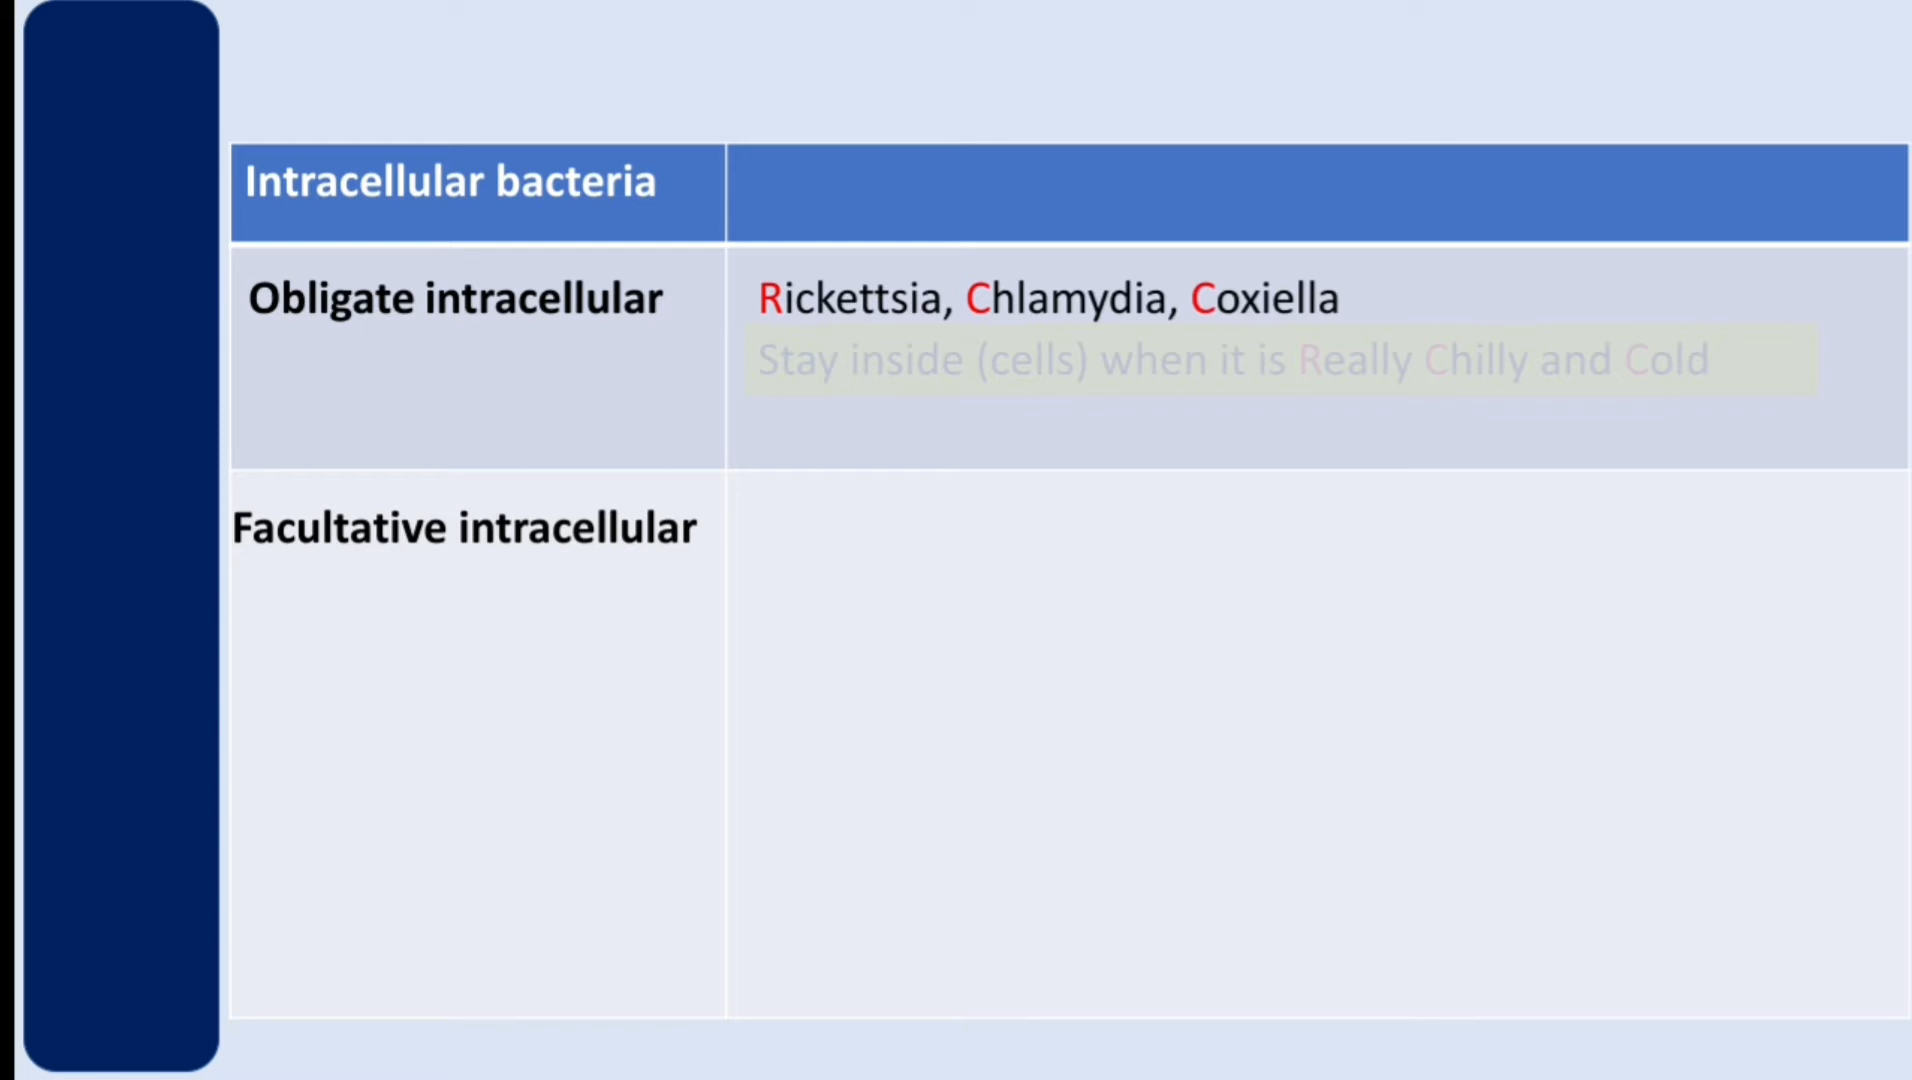 Intracellular bacteria
Obligate intracellular
Rickettsia, Chlamydia, Coxiella
Stay inside (cells) when it is Really Chilly and Cold
Facultative intracellular